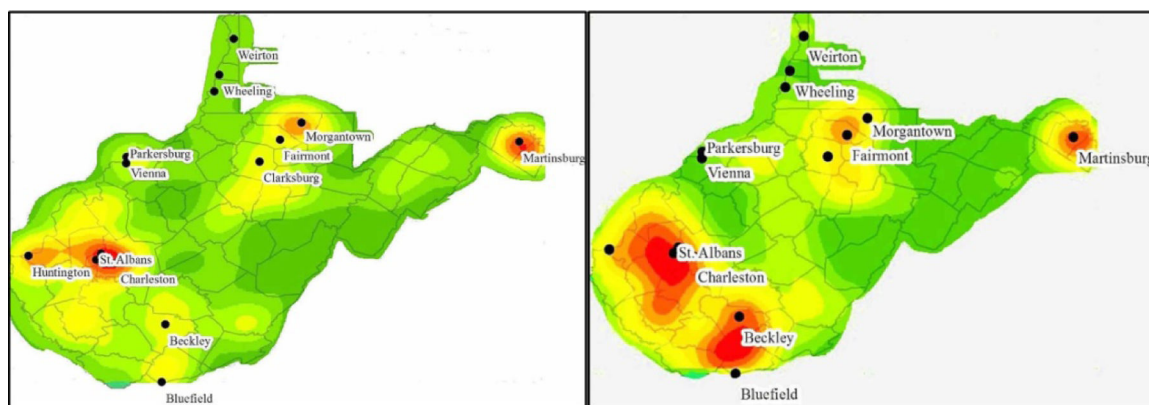 Weirton
Wheeling
Morgantown
Parkersburg
Fairmont
Vienna
Martinsburg
Clarksburg
St. Albans
Huntington
Charleston
Beckley
Bluefield
Weirton
Wheeling
Morgantown
Parkersburg
Fairmont
Vienna
Martinsburg
St. Albans
Charleston
Beckley
Bluefield